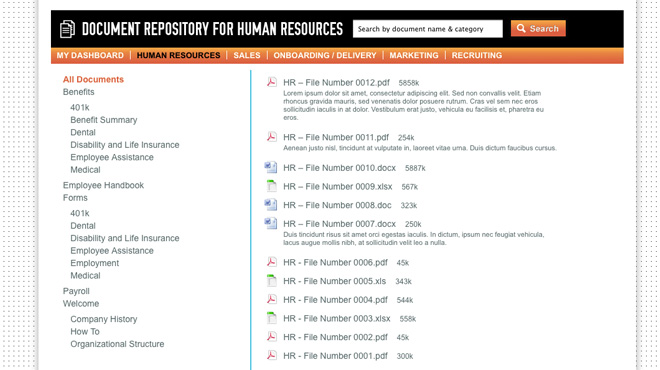 DOCUMENT REPOSITORY FOR HUMAN RESOURCES
Search by document name & category
Search
MY DASHBOARD | HUMAN RESOURCES | SALES | ONBOARDING / DELIVERY | MARKETING | RECRUITING
All Documents
Benefits
401k
Benefit Summary
Dental
Disability and Life Insurance
Employee Assistance
Medical
Employee Handbook
Forms
401k
Dental
Disability and Life Insurance
Employee Assistance
Employment
Medical
Payroll
Welcome
Company History
How To
Organizational Structure
HR – File Number 0012.pdf 5858k
Lorem ipsum dolor sit amet, consectetur adipiscing elit. Sed non convallis velit. Etiam
rhoncus gravida mauris, sed venenatis dolor posuere rutrum. Cras vel sem nec eros
sollicitudin iaculis in at dolor. Vestibulum erat justo, vehicula eu facilisis et, pharetra eu
eros.
HR – File Number 0011.pdf 254k
Aenean justo nisl, tincidunt at vulputate in, laoreet vitae urna. Duis dictum faucibus cursus.
HR – File Number 0010.docx 5887k
HR – File Number 0009.xlsx 567k
HR – File Number 0008.doc 323k
HR – File Number 0007.docx 250k
Duis tincidunt risus sit amet orci egestas iaculis. In dictum, ipsum nec feugiat vehicula,
lacus augue mollis nibh, at sollicitudin velit leo a nulla.
HR - File Number 0006.pdf 45k
HR - File Number 0005.xls 343k
HR - File Number 0004.pdf 544k
HR - File Number 0003.xlsx 558k
HR - File Number 0002.pdf 45k
HR - File Number 0001.pdf 300k